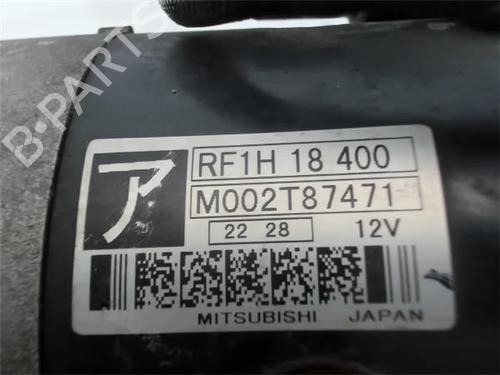 B-PARTS
ア
RF1H 18 400
M002T87471
22 28 12V
MITSUBISHI JAPAN